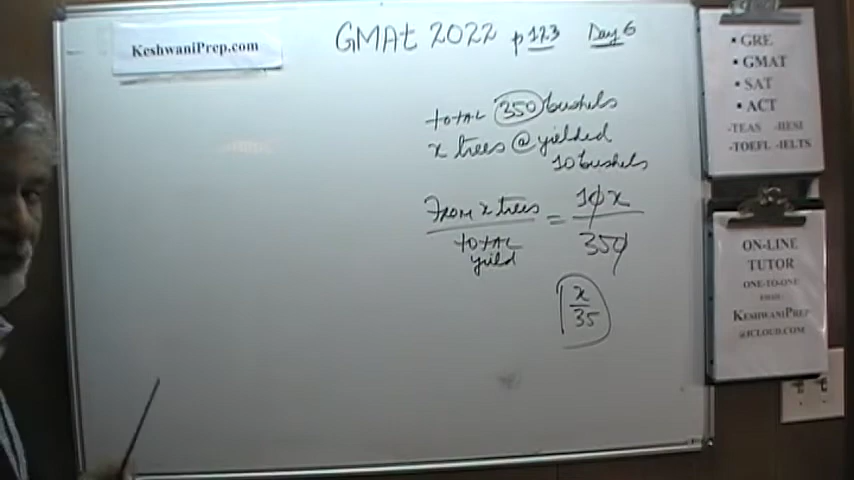 KeshwaniPrep.com
GMAt 2022 p 123 Day 6
TOTAL 350 bushels
x trees @ yielded
10 bushels
From x trees
TOTAL
yield
= 10x
350
x
35
• GRE
• GMAT
• SAT
• ACT
-TEAS -HESI
-TOEFL -IELTS
ON-LINE
TUTOR
ONE-TO-ONE
KESHWANIPREP
@ICLOUD.COM